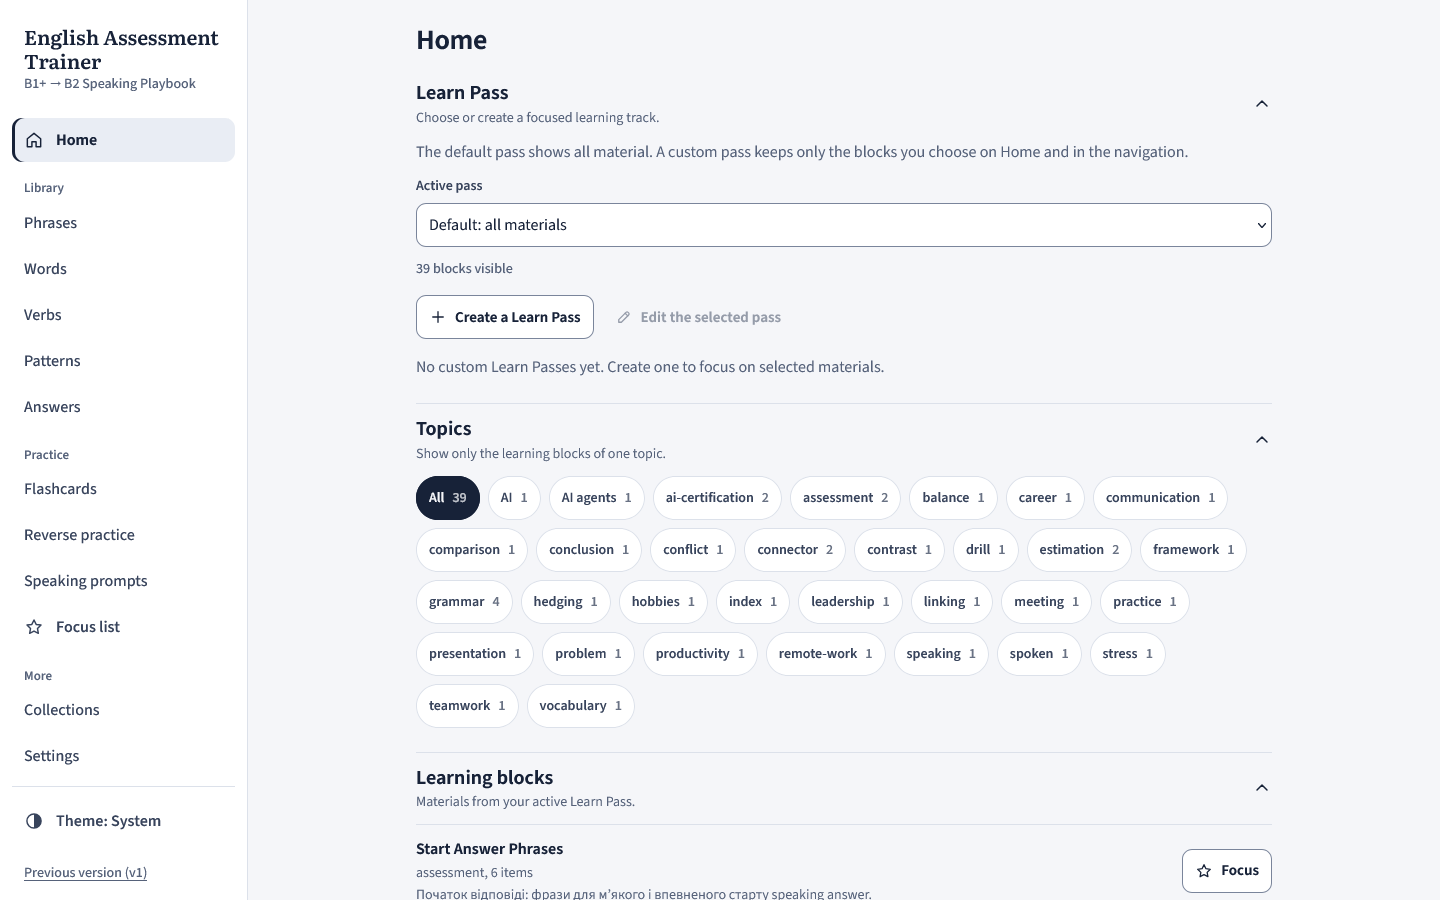 English Assessment
Trainer
B1+ → B2 Speaking Playbook
Home
Library
Phrases
Words
Verbs
Patterns
Answers
Practice
Flashcards
Reverse practice
Speaking prompts
Focus list
More
Collections
Settings
Theme: System
Previous version (v1)
Home
Learn Pass
Choose or create a focused learning track.
The default pass shows all material. A custom pass keeps only the blocks you choose on Home and in the navigation.
Active pass
Default: all materials
39 blocks visible
Create a Learn Pass Edit the selected pass
No custom Learn Passes yet. Create one to focus on selected materials.
Topics
Show only the learning blocks of one topic.
All 39 AI 1 AI agents 1 ai-certification 2 assessment 2 balance 1 career 1 communication 1
comparison 1 conclusion 1 conflict 1 connector 2 contrast 1 drill 1 estimation 2 framework 1
grammar 4 hedging 1 hobbies 1 index 1 leadership 1 linking 1 meeting 1 practice 1
presentation 1 problem 1 productivity 1 remote-work 1 speaking 1 spoken 1 stress 1
teamwork 1 vocabulary 1
Learning blocks
Materials from your active Learn Pass.
Start Answer Phrases
assessment, 6 items
Focus
Початок відповіді: фрази для м’якого і впевненого старту speaking answer.